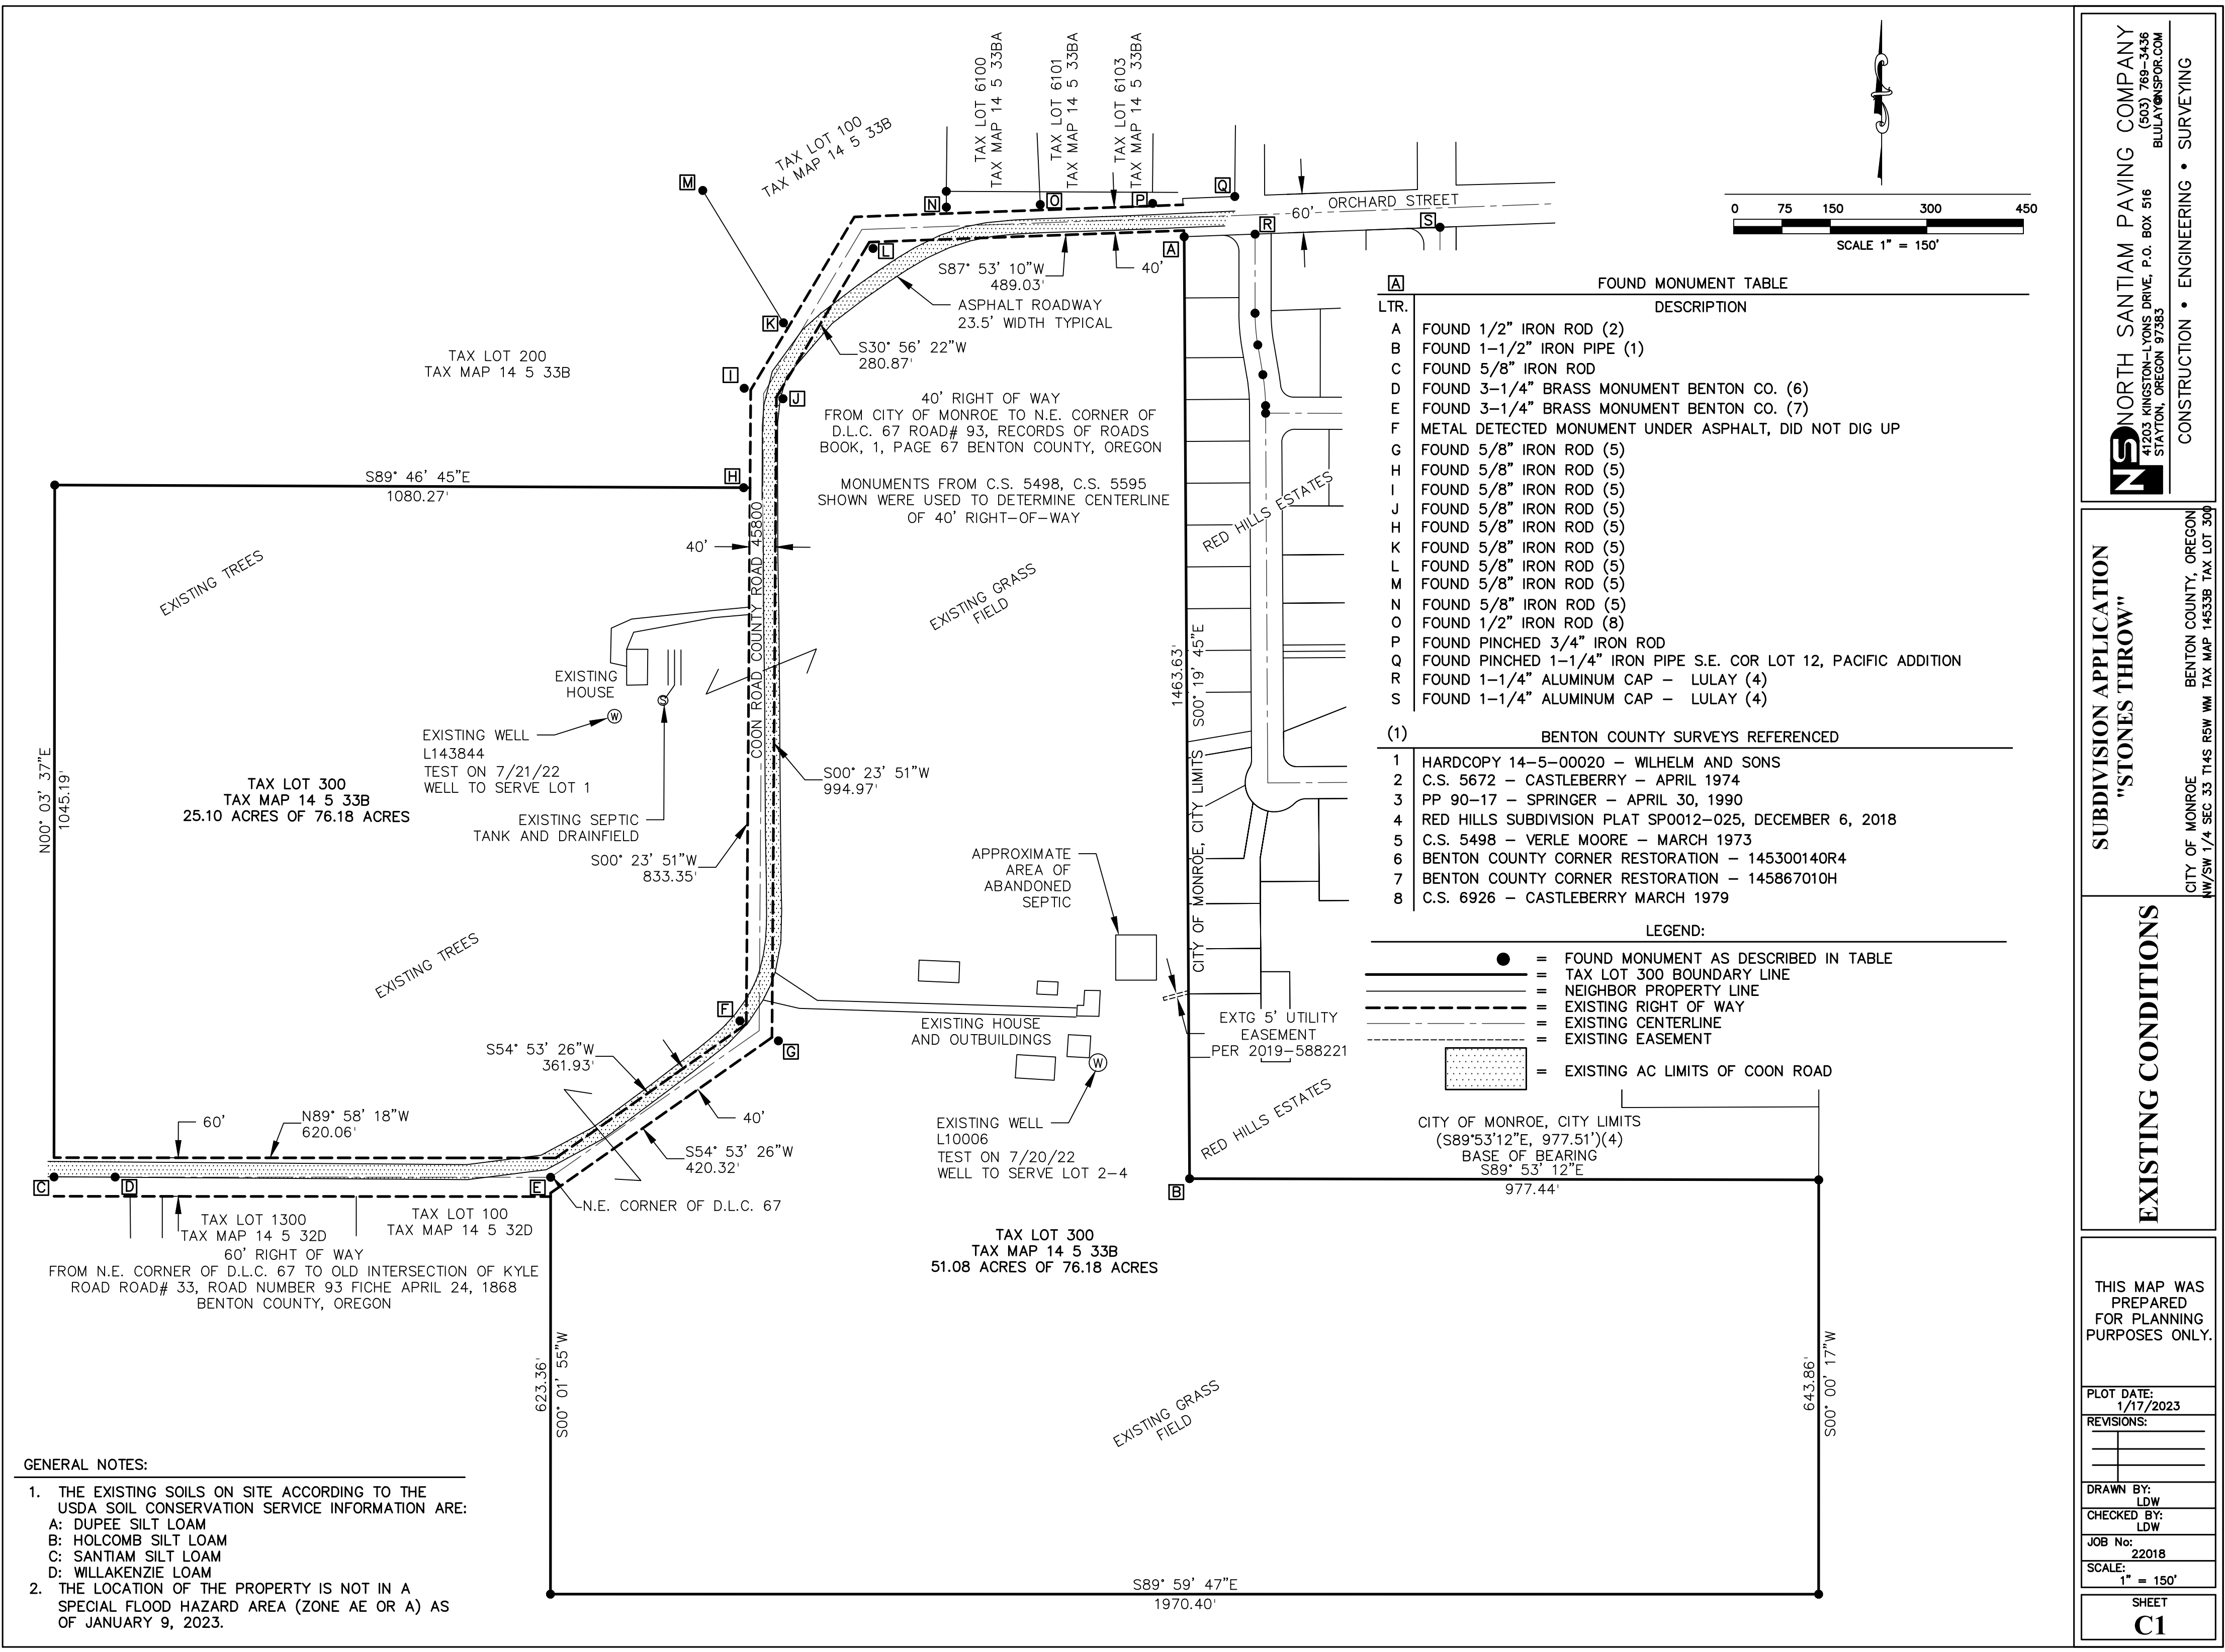 TAX LOT 100
TAX MAP 14 5 33B
TAX LOT 6100
TAX MAP 14 5 33BA
TAX LOT 6101
TAX MAP 14 5 33BA
TAX LOT 6103
TAX MAP 14 5 33BA
M
N
O
P
Q
60'
ORCHARD STREET
R
S
A
L
K
I
J
H
S87° 53' 10"W
489.03'
40'
ASPHALT ROADWAY
23.5' WIDTH TYPICAL
S30° 56' 22"W
280.87'
TAX LOT 200
TAX MAP 14 5 33B
40' RIGHT OF WAY
FROM CITY OF MONROE TO N.E. CORNER OF
D.L.C. 67 ROAD# 93, RECORDS OF ROADS
BOOK, 1, PAGE 67 BENTON COUNTY, OREGON
MONUMENTS FROM C.S. 5498, C.S. 5595
SHOWN WERE USED TO DETERMINE CENTERLINE
OF 40' RIGHT-OF-WAY
S89° 46' 45"E
1080.27'
40'
COON ROAD COUNTY ROAD 45800
EXISTING TREES
EXISTING GRASS
FIELD
RED HILLS ESTATES
EXISTING
HOUSE
S
W
EXISTING WELL
L143844
TEST ON 7/21/22
WELL TO SERVE LOT 1
EXISTING SEPTIC
TANK AND DRAINFIELD
N00° 03' 37"E
1045.19'
TAX LOT 300
TAX MAP 14 5 33B
25.10 ACRES OF 76.18 ACRES
S00° 23' 51"W
994.97'
S00° 23' 51"W
833.35'
1463.63'
S00° 19' 45"E
CITY OF MONROE, CITY LIMITS
APPROXIMATE
AREA OF
ABANDONED
SEPTIC
EXISTING TREES
F
G
EXISTING HOUSE
AND OUTBUILDINGS
EXTG 5' UTILITY
EASEMENT
PER 2019-588221
W
S54° 53' 26"W
361.93'
40'
S54° 53' 26"W
420.32'
EXISTING WELL
L10006
TEST ON 7/20/22
WELL TO SERVE LOT 2-4
RED HILLS ESTATES
60'
N89° 58' 18"W
620.06'
C
D
E
B
N.E. CORNER OF D.L.C. 67
TAX LOT 1300
TAX MAP 14 5 32D
TAX LOT 100
TAX MAP 14 5 32D
60' RIGHT OF WAY
FROM N.E. CORNER OF D.L.C. 67 TO OLD INTERSECTION OF KYLE
ROAD ROAD# 33, ROAD NUMBER 93 FICHE APRIL 24, 1868
BENTON COUNTY, OREGON
CITY OF MONROE, CITY LIMITS
(S89°53'12"E, 977.51')(4)
BASE OF BEARING
S89° 53' 12"E
977.44'
TAX LOT 300
TAX MAP 14 5 33B
51.08 ACRES OF 76.18 ACRES
623.36'
S00° 01' 55"W
643.86'
S00° 00' 17"W
EXISTING GRASS
FIELD
S89° 59' 47"E
1970.40'
GENERAL NOTES:
1. THE EXISTING SOILS ON SITE ACCORDING TO THE
USDA SOIL CONSERVATION SERVICE INFORMATION ARE:
A: DUPEE SILT LOAM
B: HOLCOMB SILT LOAM
C: SANTIAM SILT LOAM
D: WILLAKENZIE LOAM
2. THE LOCATION OF THE PROPERTY IS NOT IN A
SPECIAL FLOOD HAZARD AREA (ZONE AE OR A) AS
OF JANUARY 9, 2023.
0 75 150 300 450
SCALE 1" = 150'
A FOUND MONUMENT TABLE
LTR. DESCRIPTION
A FOUND 1/2" IRON ROD (2)
B FOUND 1-1/2" IRON PIPE (1)
C FOUND 5/8" IRON ROD
D FOUND 3-1/4" BRASS MONUMENT BENTON CO. (6)
E FOUND 3-1/4" BRASS MONUMENT BENTON CO. (7)
F METAL DETECTED MONUMENT UNDER ASPHALT, DID NOT DIG UP
G FOUND 5/8" IRON ROD (5)
H FOUND 5/8" IRON ROD (5)
I FOUND 5/8" IRON ROD (5)
J FOUND 5/8" IRON ROD (5)
H FOUND 5/8" IRON ROD (5)
K FOUND 5/8" IRON ROD (5)
L FOUND 5/8" IRON ROD (5)
M FOUND 5/8" IRON ROD (5)
N FOUND 5/8" IRON ROD (5)
O FOUND 1/2" IRON ROD (8)
P FOUND PINCHED 3/4" IRON ROD
Q FOUND PINCHED 1-1/4" IRON PIPE S.E. COR LOT 12, PACIFIC ADDITION
R FOUND 1-1/4" ALUMINUM CAP - LULAY (4)
S FOUND 1-1/4" ALUMINUM CAP - LULAY (4)
(1) BENTON COUNTY SURVEYS REFERENCED
1 HARDCOPY 14-5-00020 - WILHELM AND SONS
2 C.S. 5672 - CASTLEBERRY - APRIL 1974
3 PP 90-17 - SPRINGER - APRIL 30, 1990
4 RED HILLS SUBDIVISION PLAT SP0012-025, DECEMBER 6, 2018
5 C.S. 5498 - VERLE MOORE - MARCH 1973
6 BENTON COUNTY CORNER RESTORATION - 145300140R4
7 BENTON COUNTY CORNER RESTORATION - 145867010H
8 C.S. 6926 - CASTLEBERRY MARCH 1979
LEGEND:
= FOUND MONUMENT AS DESCRIBED IN TABLE
= TAX LOT 300 BOUNDARY LINE
= NEIGHBOR PROPERTY LINE
= EXISTING RIGHT OF WAY
= EXISTING CENTERLINE
= EXISTING EASEMENT
= EXISTING AC LIMITS OF COON ROAD
NS
NORTH SANTIAM PAVING COMPANY
41203 KINGSTON-LYONS DRIVE, P.O. BOX 516 (503) 769-3436
STAYTON, OREGON 97383 BLULAY@NSPOR.COM
CONSTRUCTION • ENGINEERING • SURVEYING
SUBDIVISION APPLICATION
"STONES THROW"
CITY OF MONROE BENTON COUNTY, OREGON
NW/SW 1/4 SEC 33 T14S R5W WM TAX MAP 14533B TAX LOT 300
EXISTING CONDITIONS
THIS MAP WAS
PREPARED
FOR PLANNING
PURPOSES ONLY.
PLOT DATE:
1/17/2023
REVISIONS:
DRAWN BY:
LDW
CHECKED BY:
LDW
JOB No:
22018
SCALE:
1" = 150'
SHEET
C1